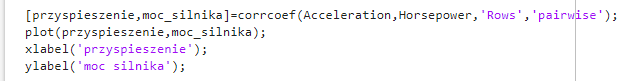 [przyspieszenie,moc_silnika]=corrcoef(Acceleration,Horsepower,'Rows','pairwise');
plot(przyspieszenie,moc_silnika);
xlabel('przyspieszenie');
ylabel('moc silnika');